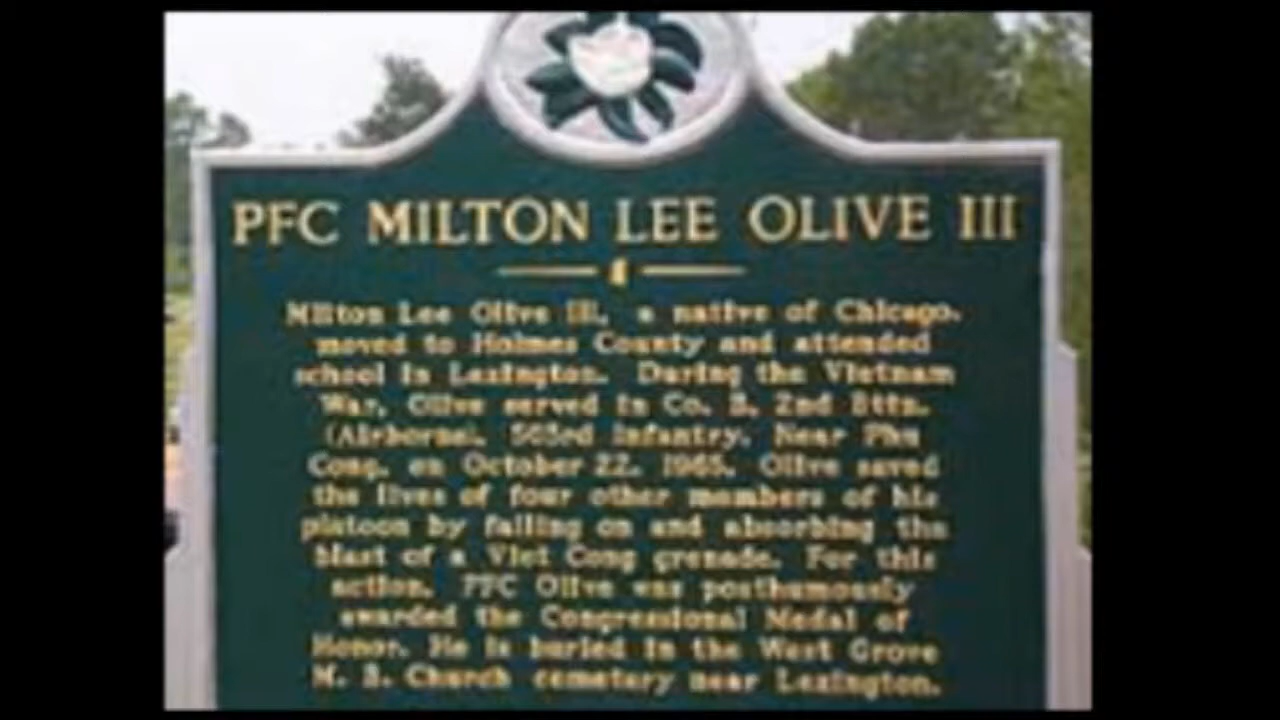 PFC MILTON LEE OLIVE III
Milton Lee Olive III, a native of Chicago,
moved to Holmes County and attended
school in Lexington. During the Vietnam
War, Olive served in Co. B, 2nd Bttn.
(Airborne), 503rd Infantry. Near Phu
Cong, on October 22, 1965, Olive saved
the lives of four other members of his
platoon by falling on and absorbing the
blast of a Viet Cong grenade. For this
action, PFC Olive was posthumously
awarded the Congressional Medal of
Honor. He is buried in the West Grove
M. B. Church cemetery near Lexington.